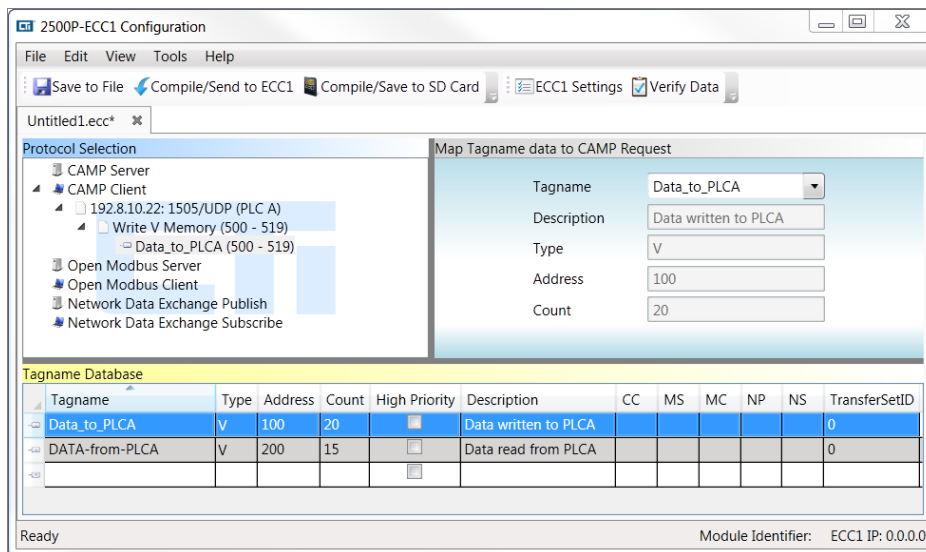 CTI 2500P-ECC1 Configuration
File Edit View Tools Help
Save to File Compile/Send to ECC1 Compile/Save to SD Card ECC1 Settings Verify Data
Untitled1.ecc*
Protocol Selection
CAMP Server
CAMP Client
192.8.10.22: 1505/UDP (PLC A)
Write V Memory (500 - 519)
Data_to_PLCA (500 - 519)
Open Modbus Server
Open Modbus Client
Network Data Exchange Publish
Network Data Exchange Subscribe
Map Tagname data to CAMP Request
Tagname Data_to_PLCA
Description Data written to PLCA
Type V
Address 100
Count 20
Tagname Database
Tagname Type Address Count High Priority Description CC MS MC NP NS TransferSetID
Data_to_PLCA V 100 20 Data written to PLCA 0
DATA-from-PLCA V 200 15 Data read from PLCA 0
Ready Module Identifier: ECC1 IP: 0.0.0.0